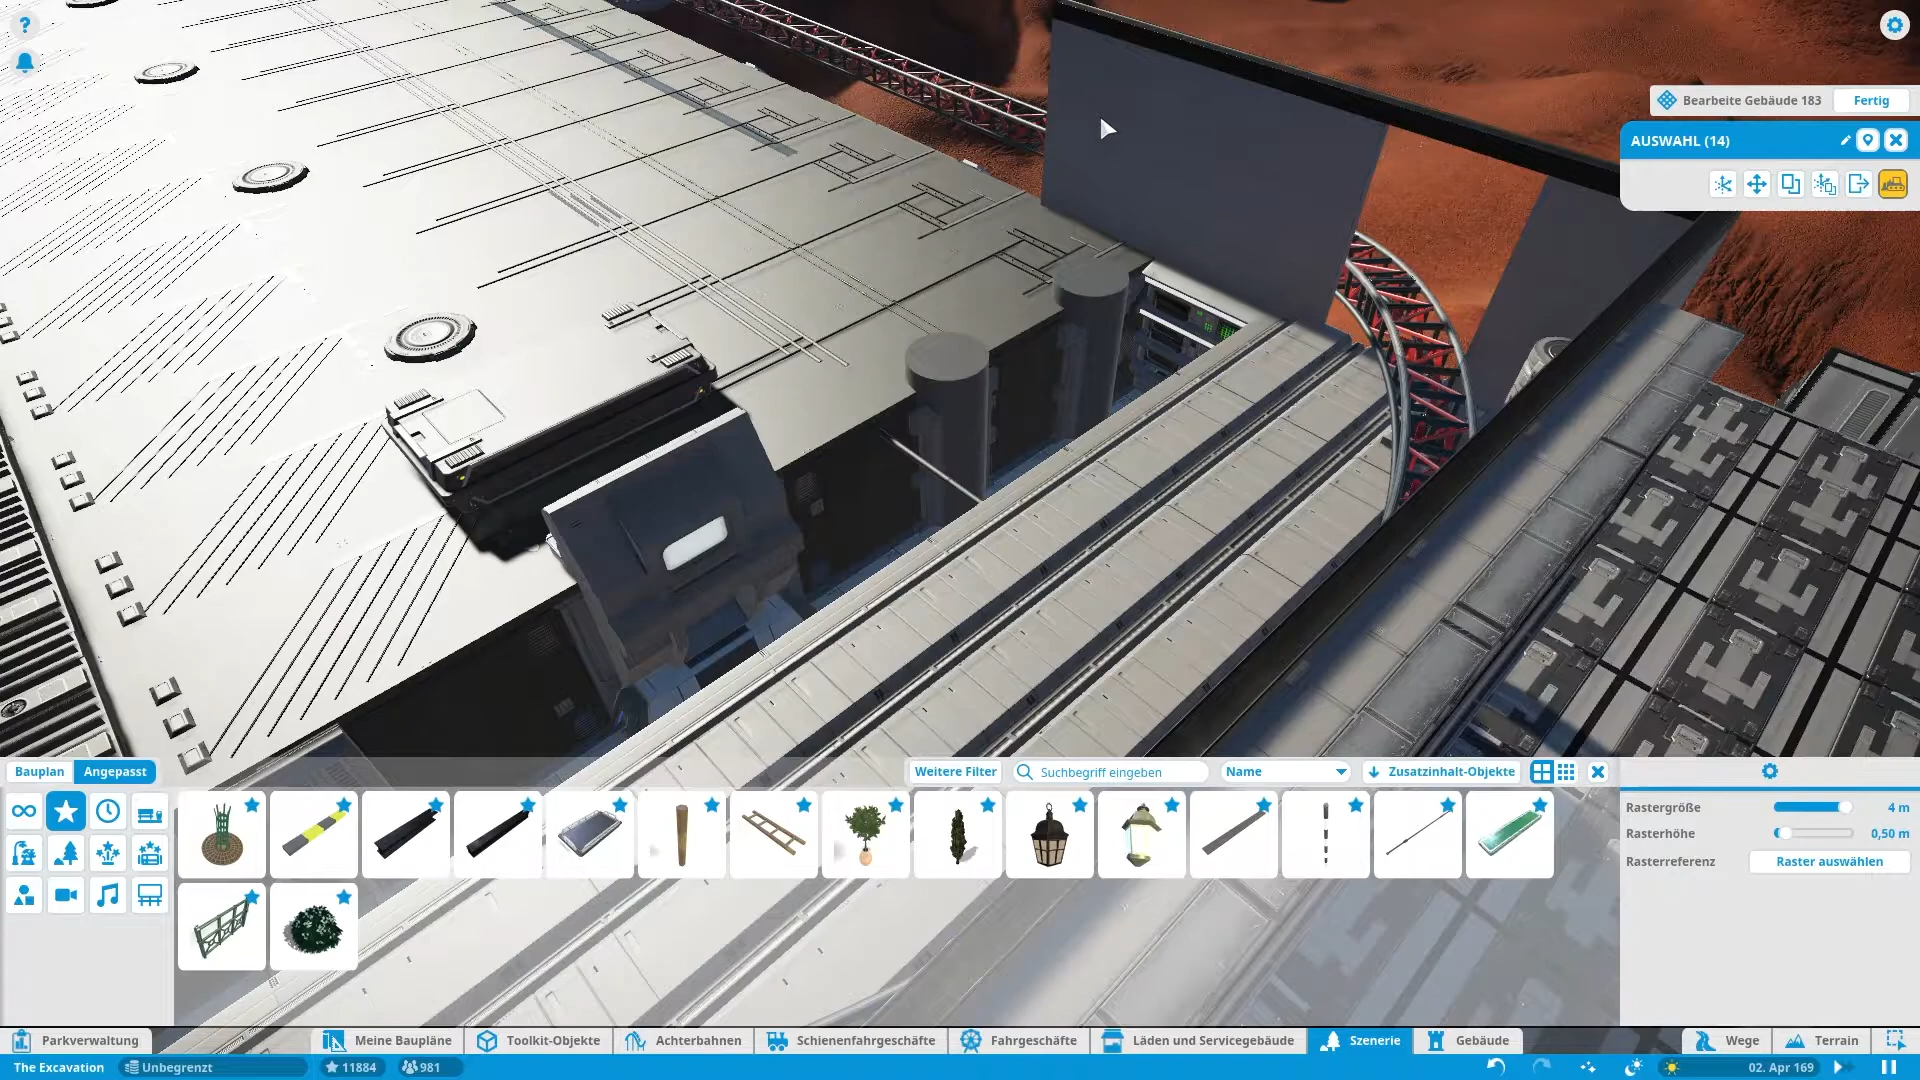 ?
Bearbeite Gebäude 183
Fertig
AUSWAHL (14)
Bauplan
Angepasst
Weitere Filter
Suchbegriff eingeben
Name
Zusatzinhalt-Objekte
Rastergröße
4 m
Rasterhöhe
0,50 m
Rasterreferenz
Raster auswählen
Parkverwaltung
Meine Baupläne
Toolkit-Objekte
Achterbahnen
Schienenfahrgeschäfte
Fahrgeschäfte
Läden und Servicegebäude
Szenerie
Gebäude
Wege
Terrain
The Excavation
Unbegrenzt
11884
981
02. Apr 169